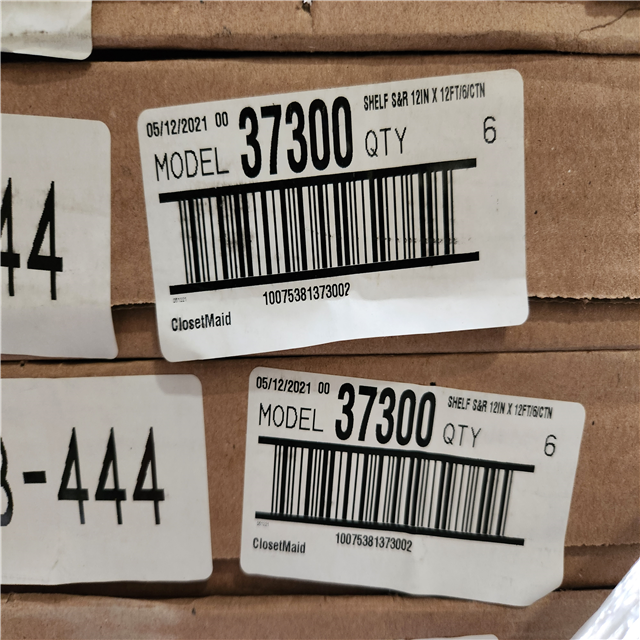 05/12/2021 00 SHELF S&R 12IN X 12FT/6/CTN
MODEL 37300 QTY 6
10075381373002
ClosetMaid
44
05/12/2021 00 SHELF S&R 12IN X 12FT/6/CTN
MODEL 37300 QTY 6
10075381373002
ClosetMaid
-444